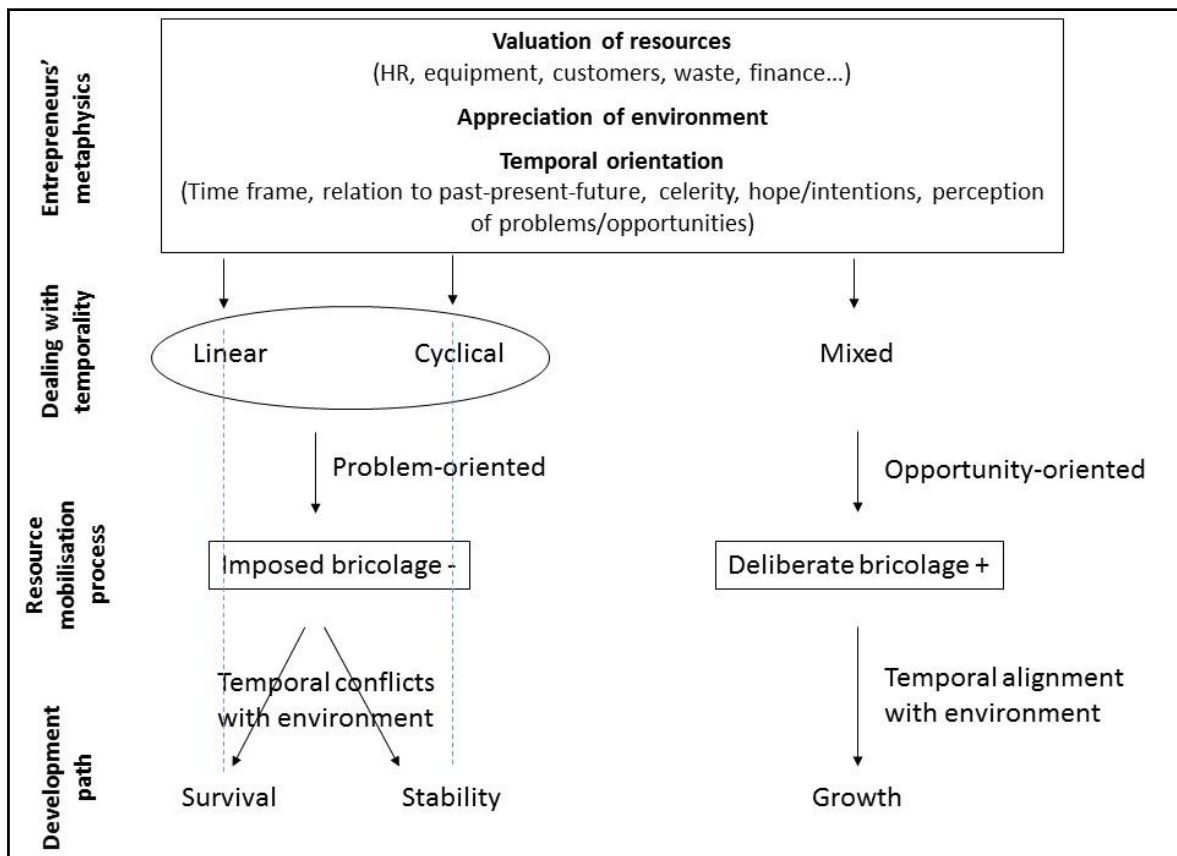 Entrepreneurs'
metaphysics
Valuation of resources
(HR, equipment, customers, waste, finance...)
Appreciation of environment
Temporal orientation
(Time frame, relation to past-present-future, celerity, hope/intentions, perception
of problems/opportunities)
Dealing with
temporality
Linear
Cyclical
Mixed
Problem-oriented
Opportunity-oriented
Resource
mobilisation
process
Imposed bricolage -
Deliberate bricolage +
Temporal conflicts
with environment
Temporal alignment
with environment
Development
path
Survival
Stability
Growth